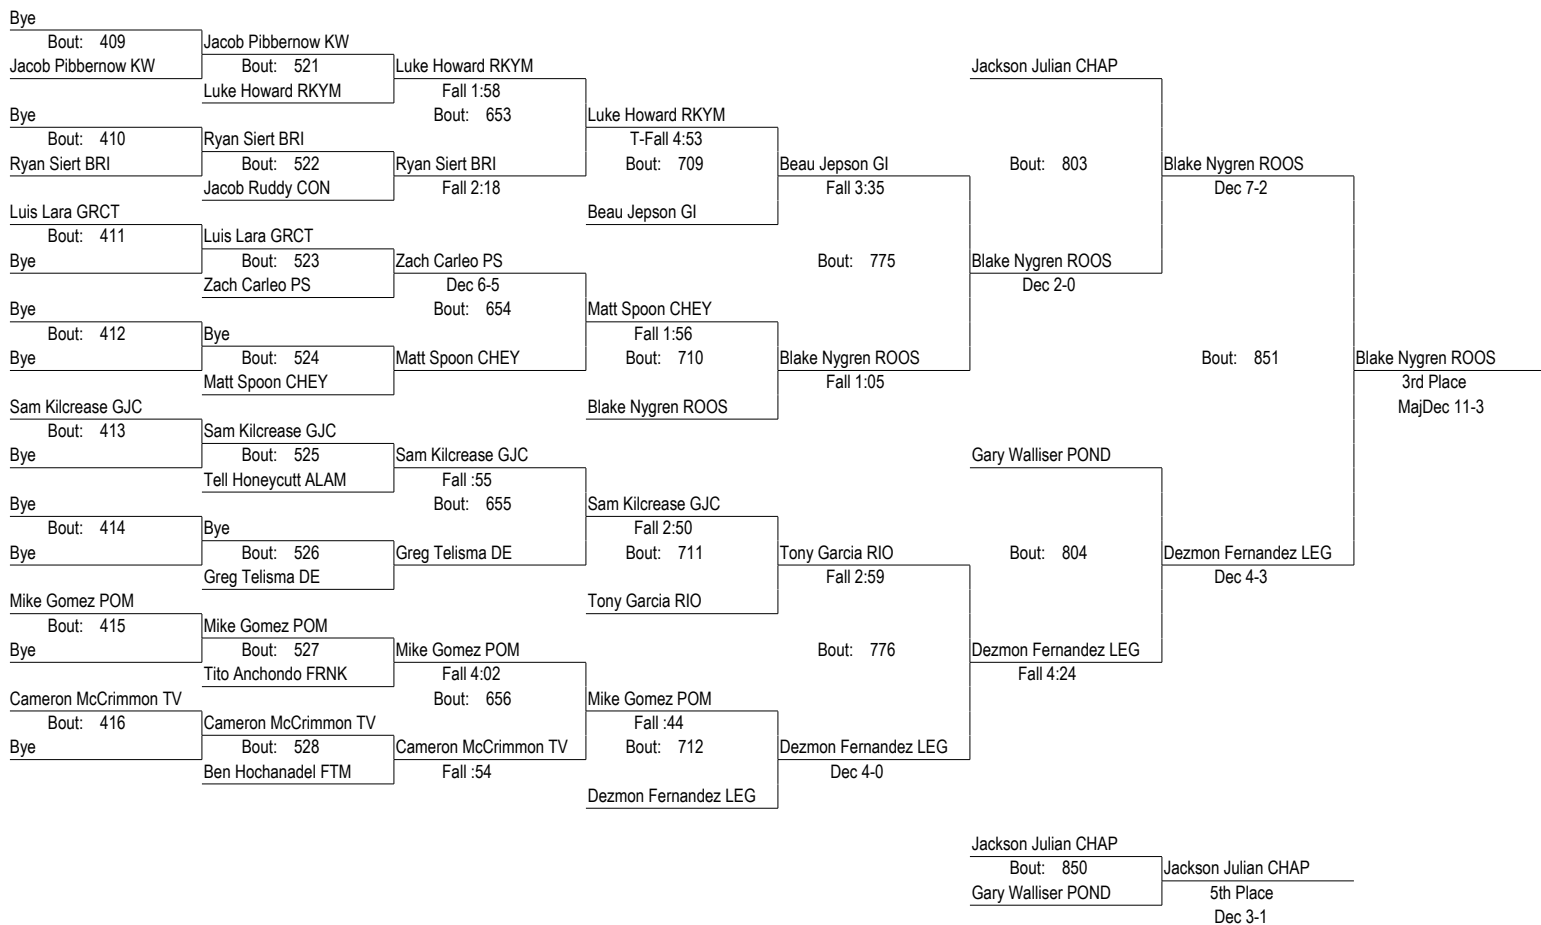 Bye
Bout: 409 Jacob Pibbernow KW
Jacob Pibbernow KW Bout: 521 Luke Howard RKYM Jackson Julian CHAP
Luke Howard RKYM Fall 1:58
Bye Bout: 653 Luke Howard RKYM
Bout: 410 Ryan Siert BRI T-Fall 4:53
Ryan Siert BRI Bout: 522 Ryan Siert BRI Bout: 709 Beau Jepson GI Bout: 803 Blake Nygren ROOS
Jacob Ruddy CON Fall 2:18 Fall 3:35 Dec 7-2
Luis Lara GRCT Beau Jepson GI
Bout: 411 Luis Lara GRCT
Bye Bout: 523 Zach Carleo PS Bout: 775 Blake Nygren ROOS
Zach Carleo PS Dec 6-5 Dec 2-0
Bye Bout: 654 Matt Spoon CHEY
Bout: 412 Bye Fall 1:56
Bye Bout: 524 Matt Spoon CHEY Bout: 710 Blake Nygren ROOS Bout: 851 Blake Nygren ROOS
Matt Spoon CHEY Fall 1:05 3rd Place
Sam Kilcrease GJC Blake Nygren ROOS MajDec 11-3
Bout: 413 Sam Kilcrease GJC
Bye Bout: 525 Sam Kilcrease GJC Gary Walliser POND
Tell Honeycutt ALAM Fall :55
Bye Bout: 655 Sam Kilcrease GJC
Bout: 414 Bye Fall 2:50
Bye Bout: 526 Greg Telisma DE Bout: 711 Tony Garcia RIO Bout: 804 Dezmon Fernandez LEG
Greg Telisma DE Fall 2:59 Dec 4-3
Mike Gomez POM Tony Garcia RIO
Bout: 415 Mike Gomez POM
Bye Bout: 527 Mike Gomez POM Bout: 776 Dezmon Fernandez LEG
Tito Anchondo FRNK Fall 4:02 Fall 4:24
Cameron McCrimmon TV Bout: 656 Mike Gomez POM
Bout: 416 Cameron McCrimmon TV Fall :44
Bye Bout: 528 Cameron McCrimmon TV Bout: 712 Dezmon Fernandez LEG
Ben Hochanadel FTM Fall :54 Dec 4-0
Dezmon Fernandez LEG
Jackson Julian CHAP
Bout: 850 Jackson Julian CHAP
Gary Walliser POND 5th Place
Dec 3-1